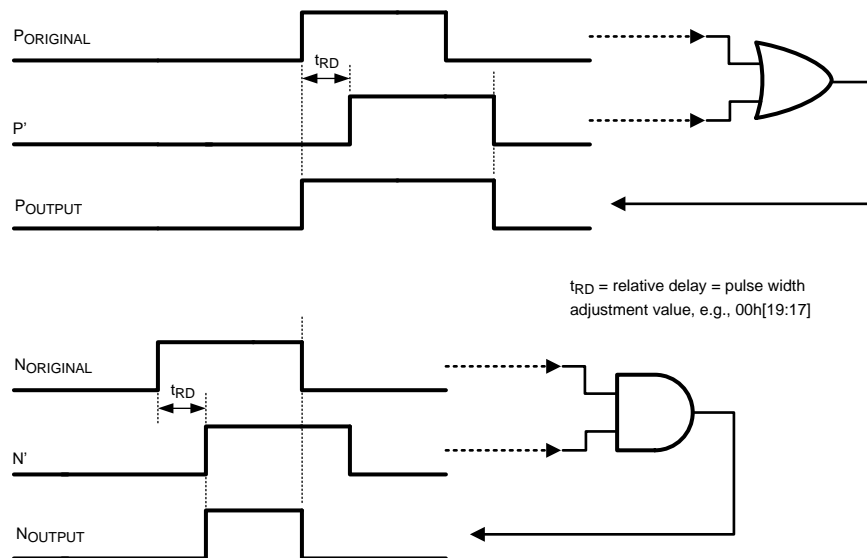 PORIGINAL
tRD
P'
POUTPUT
tRD = relative delay = pulse width
adjustment value, e.g., 00h[19:17]
NORIGINAL
tRD
N'
NOUTPUT